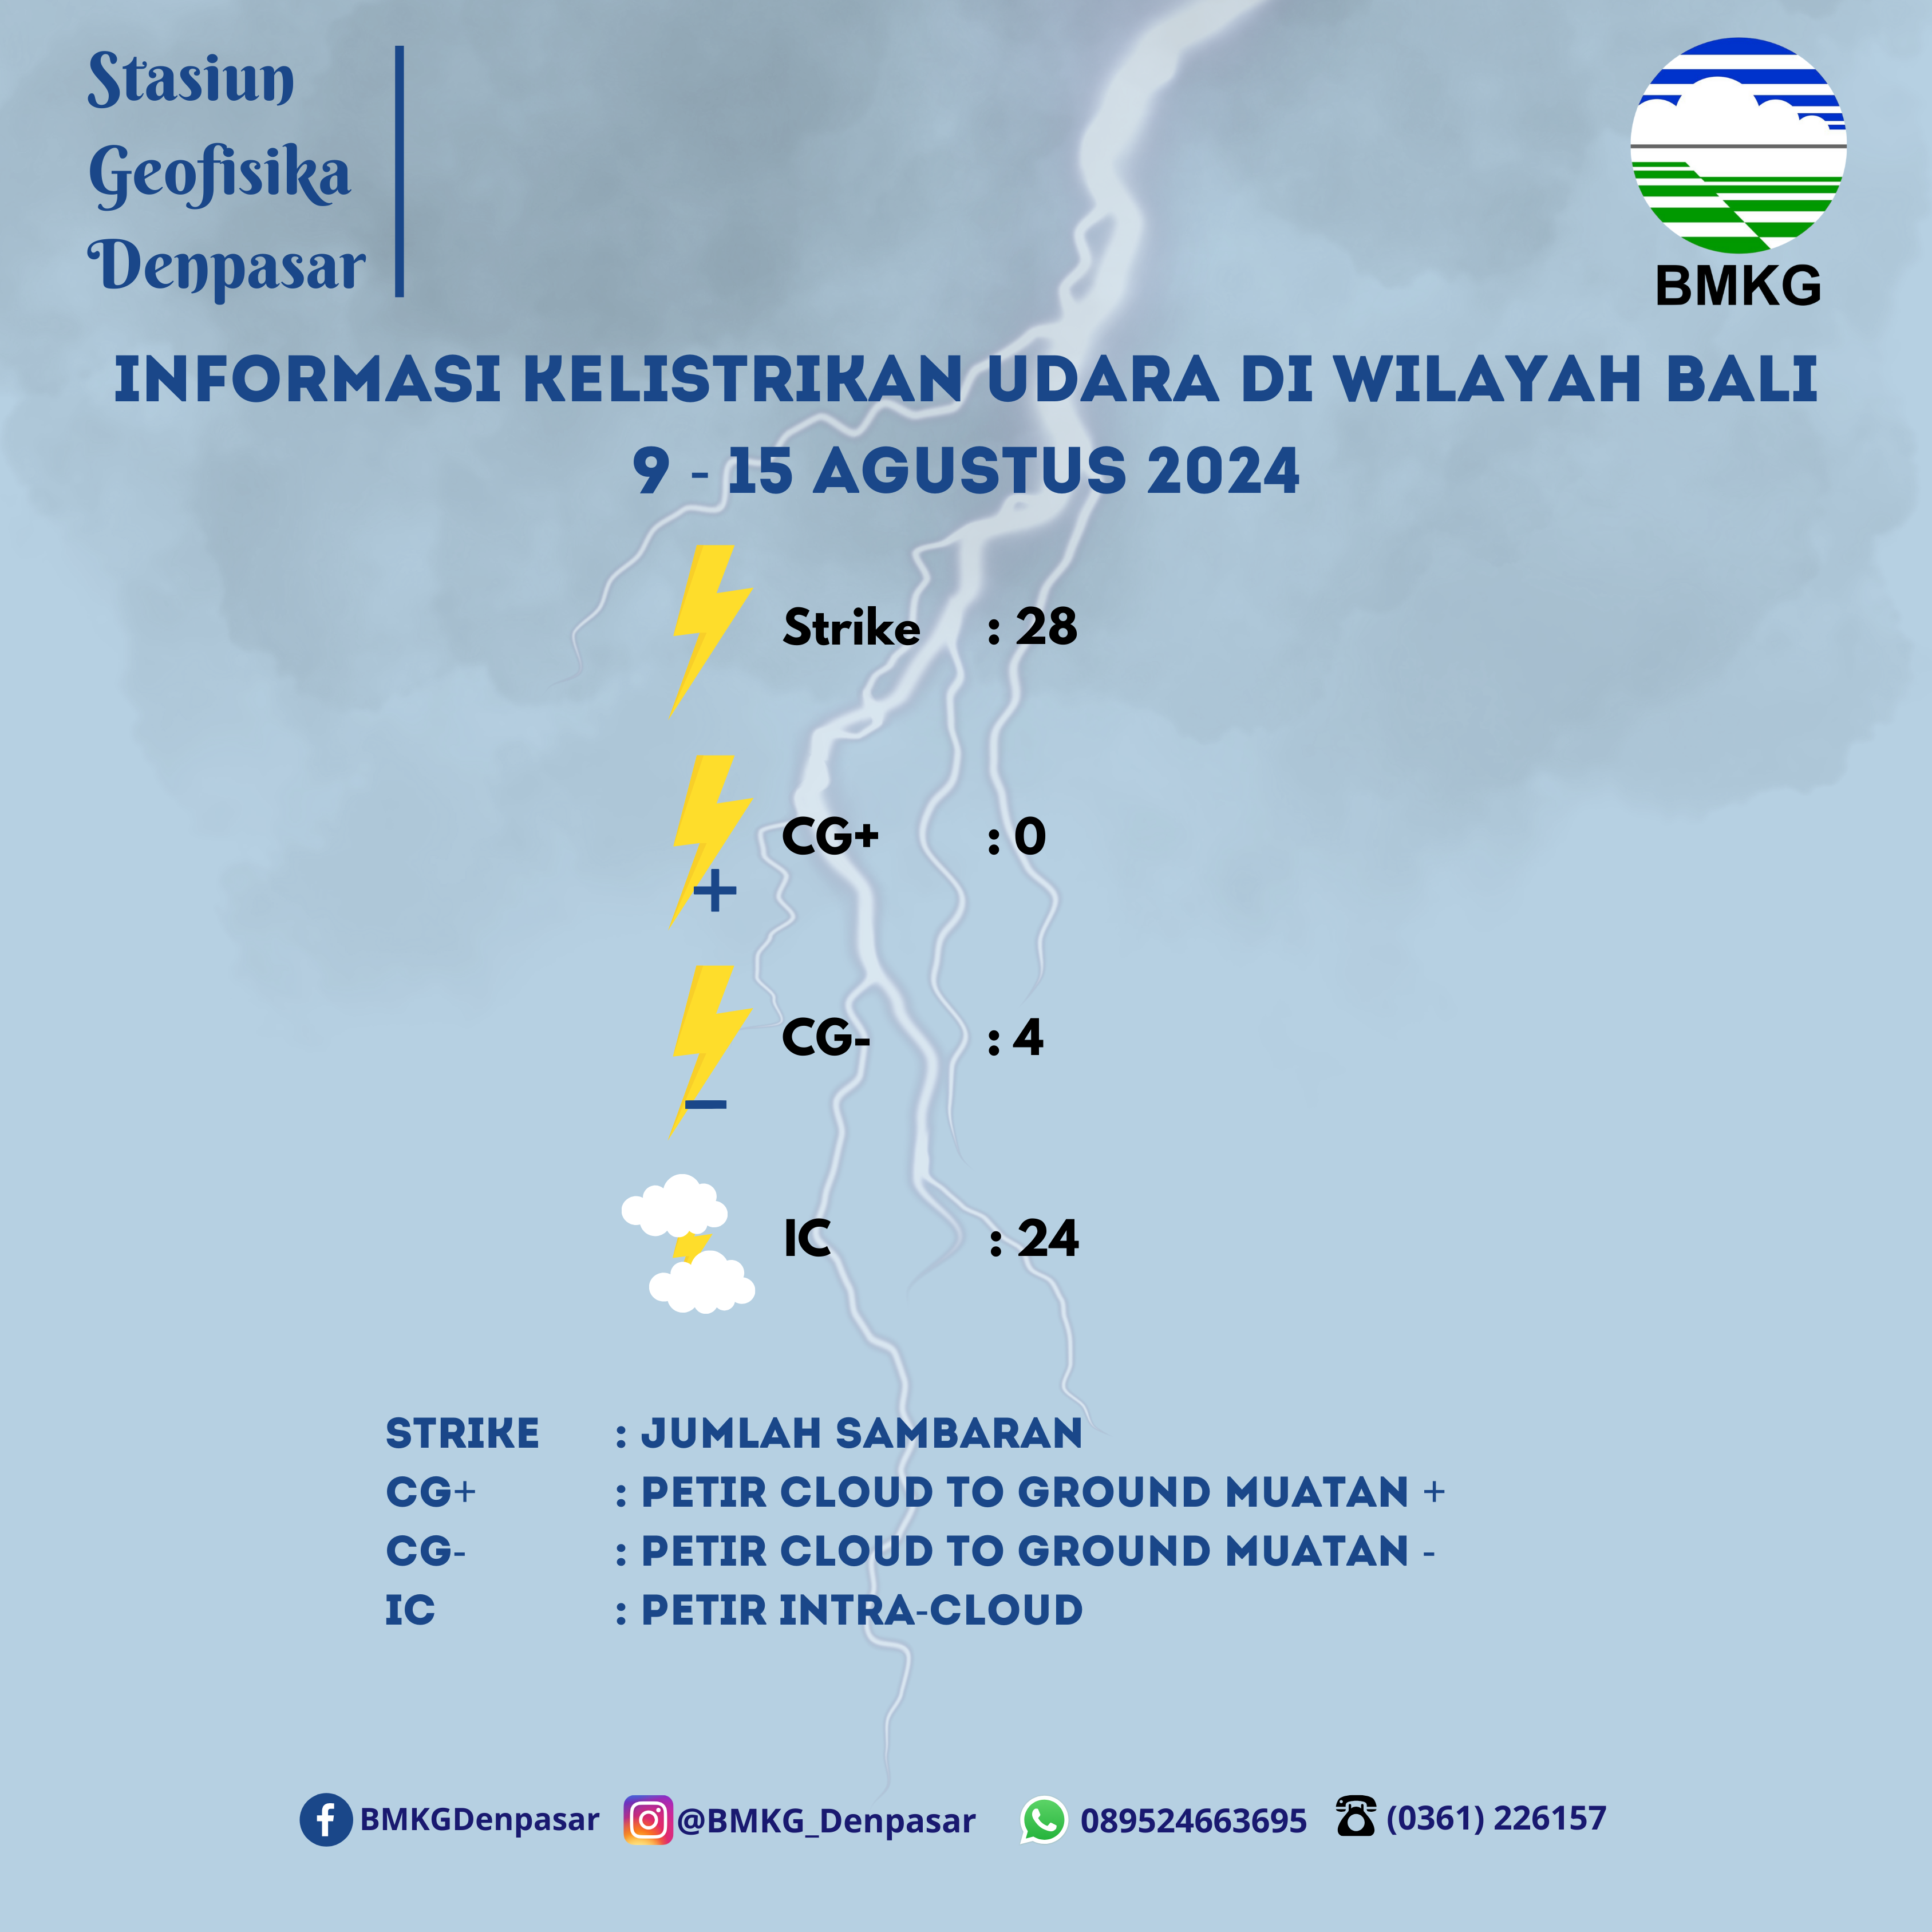 Stasiun
Geofisika
Denpasar
BMKG
INFORMASI KELISTRIKAN UDARA DI WILAYAH BALI
9 - 15 AGUSTUS 2024
Strike : 28
CG+ : 0
+
CG- : 4
-
IC : 24
STRIKE : JUMLAH SAMBARAN
CG+ : PETIR CLOUD TO GROUND MUATAN +
CG- : PETIR CLOUD TO GROUND MUATAN -
IC : PETIR INTRA-CLOUD
BMKGDenpasar @BMKG_Denpasar 089524663695 (0361) 226157